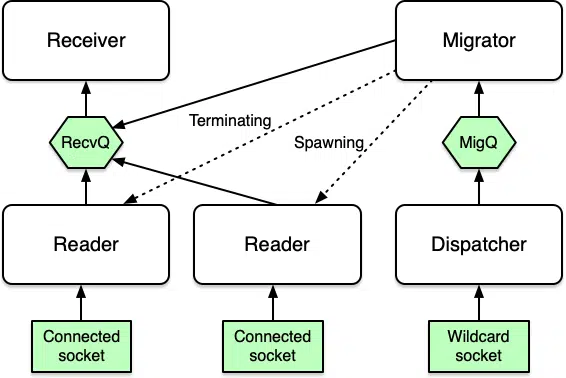 Receiver
Migrator
Terminating
RecvQ
Spawning
MigQ
Reader
Reader
Dispatcher
Connected
socket
Connected
socket
Wildcard
socket